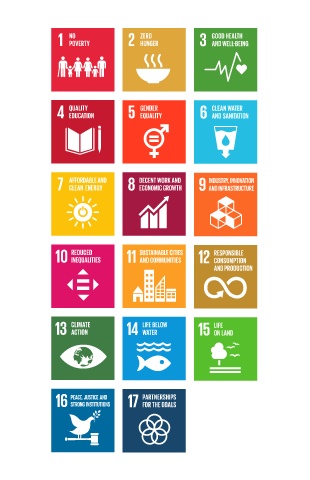 1 NO
POVERTY
2 ZERO
HUNGER
3 GOOD HEALTH
AND WELL-BEING
4 QUALITY
EDUCATION
5 GENDER
EQUALITY
6 CLEAN WATER
AND SANITATION
7 AFFORDABLE AND
CLEAN ENERGY
8 DECENT WORK AND
ECONOMIC GROWTH
9 INDUSTRY, INNOVATION
AND INFRASTRUCTURE
10 REDUCED
INEQUALITIES
11 SUSTAINABLE CITIES
AND COMMUNITIES
12 RESPONSIBLE
CONSUMPTION
AND PRODUCTION
13 CLIMATE
ACTION
14 LIFE BELOW
WATER
15 LIFE
ON LAND
16 PEACE, JUSTICE AND
STRONG INSTITUTIONS
17 PARTNERSHIPS
FOR THE GOALS